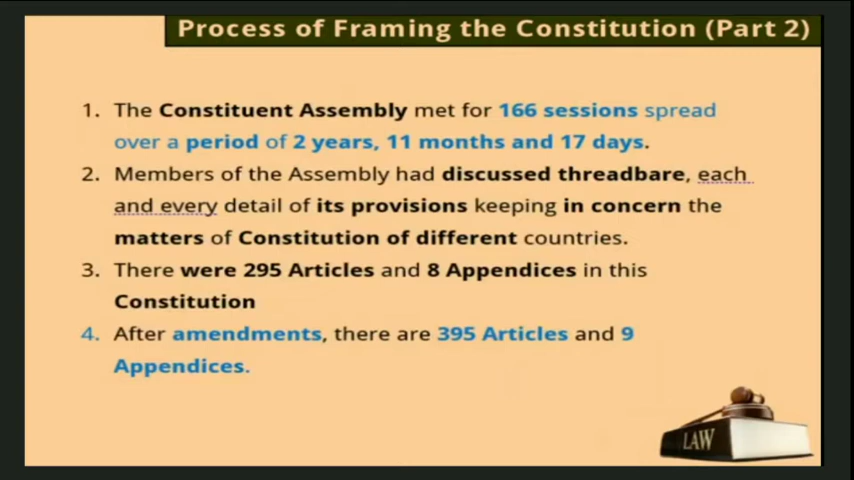 Process of Framing the Constitution (Part 2)
1. The Constituent Assembly met for 166 sessions spread
over a period of 2 years, 11 months and 17 days.
2. Members of the Assembly had discussed threadbare, each
and every detail of its provisions keeping in concern the
matters of Constitution of different countries.
3. There were 295 Articles and 8 Appendices in this
Constitution
4. After amendments, there are 395 Articles and 9
Appendices.
LAW